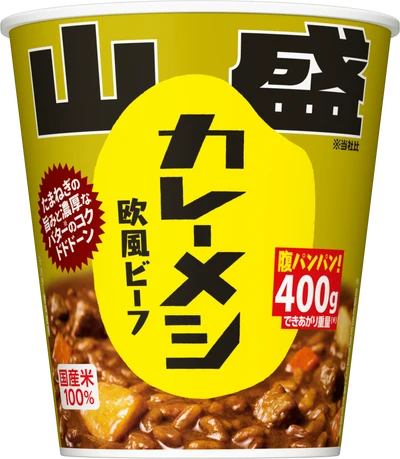 山盛
※当社比
カレーメシ
欧風ビーフ
たまねぎの
旨みと濃厚な
バターのコク
ドドドーン
腹パンパン!
400g
できあがり重量(※)
国産米
100%